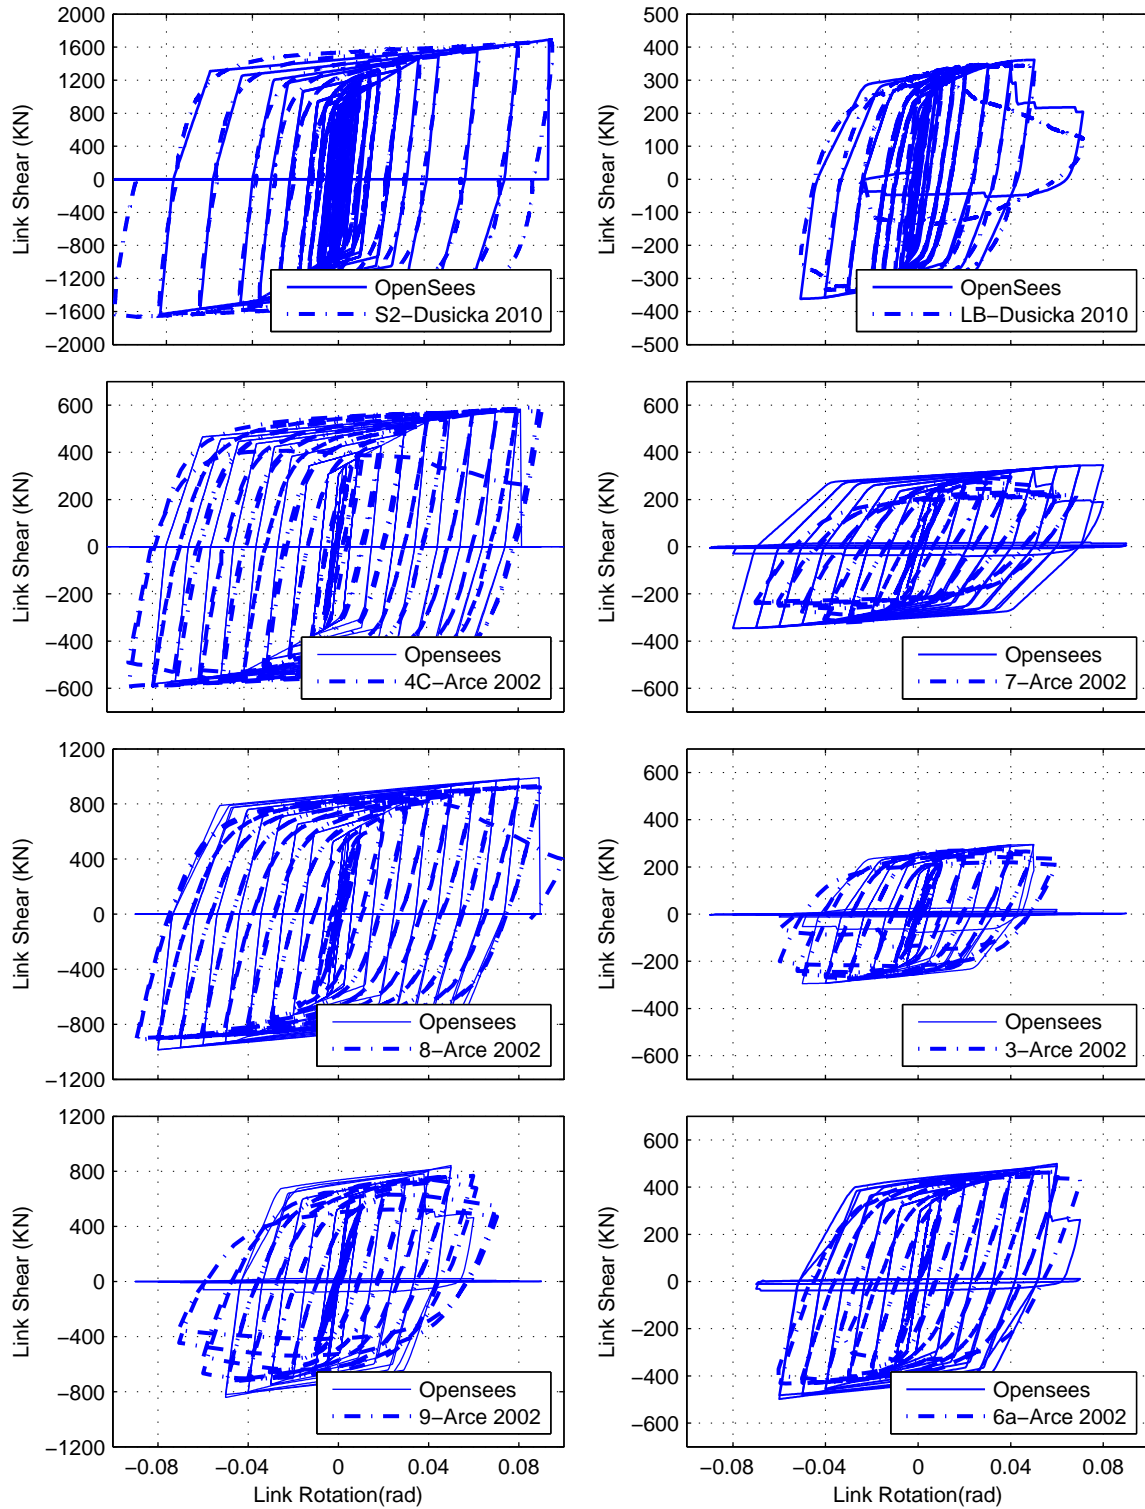 2000
1600
1200
800
400
0
−400
−800
−1200
−1600
−2000
Link Shear (KN)
OpenSees
S2−Dusicka 2010
500
400
300
200
100
0
−100
−200
−300
−400
−500
Link Shear (KN)
OpenSees
LB−Dusicka 2010
600
400
200
0
−200
−400
−600
Link Shear (KN)
Opensees
4C−Arce 2002
600
400
200
0
−200
−400
−600
Link Shear (KN)
Opensees
7−Arce 2002
1200
800
400
0
−400
−800
−1200
Link Shear (KN)
Opensees
8−Arce 2002
600
400
200
0
−200
−400
−600
Link Shear (KN)
Opensees
3−Arce 2002
1200
800
400
0
−400
−800
−1200
Link Shear (KN)
Opensees
9−Arce 2002
−0.08 −0.04 0 0.04 0.08
Link Rotation(rad)
600
400
200
0
−200
−400
−600
Link Shear (KN)
Opensees
6a−Arce 2002
−0.08 −0.04 0 0.04 0.08
Link Rotation(rad)